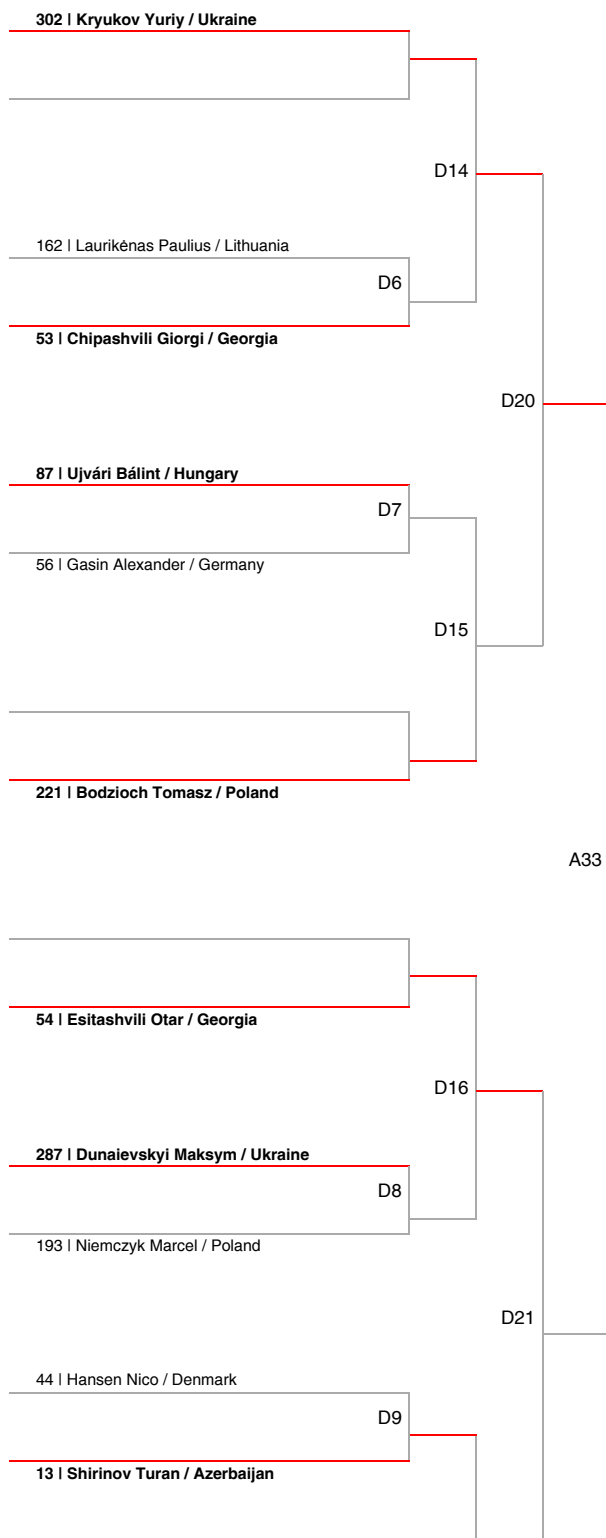 302 | Kryukov Yuriy / Ukraine
D14
162 | Laurikėnas Paulius / Lithuania
D6
53 | Chipashvili Giorgi / Georgia
D20
87 | Ujvári Bálint / Hungary
D7
56 | Gasin Alexander / Germany
D15
221 | Bodzioch Tomasz / Poland
A33
54 | Esitashvili Otar / Georgia
D16
287 | Dunaievskyi Maksym / Ukraine
D8
193 | Niemczyk Marcel / Poland
D21
44 | Hansen Nico / Denmark
D9
13 | Shirinov Turan / Azerbaijan